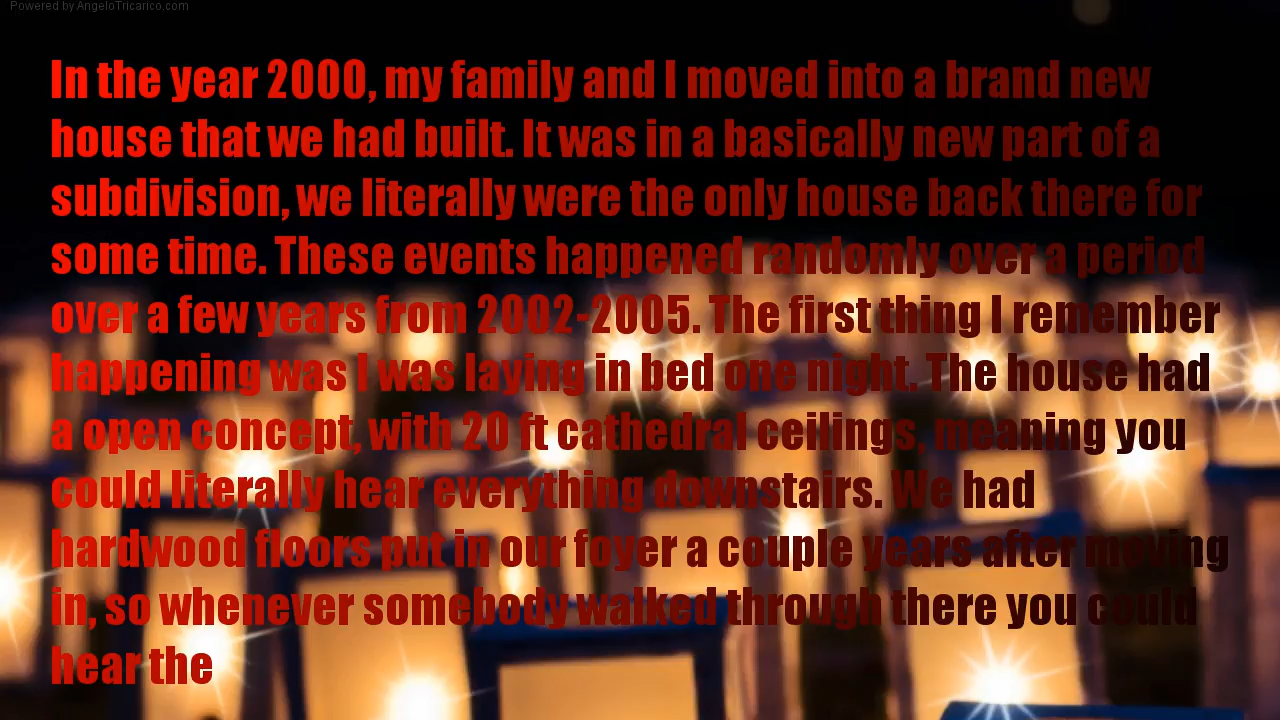 Powered by AngeloTricarico.com
In the year 2000, my family and I moved into a brand new
house that we had built. It was in a basically new part of a
subdivision, we literally were the only house back there for
some time. These events happened randomly over a period
over a few years from 2002-2005. The first thing I remember
happening was I was laying in bed one night. The house had
a open concept, with 20 ft cathedral ceilings, meaning you
could literally hear everything downstairs. We had
hardwood floors put in our foyer a couple years after moving
in, so whenever somebody walked through there you could
hear the